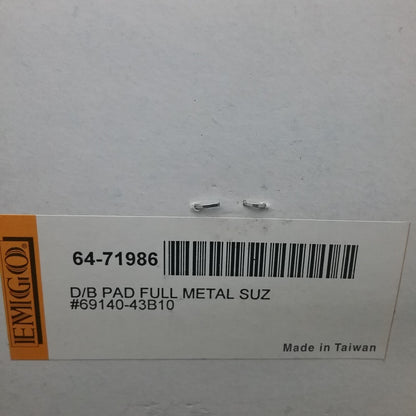 EMGO®
64-71986
D/B PAD FULL METAL SUZ
#69140-43B10
Made in Taiwan